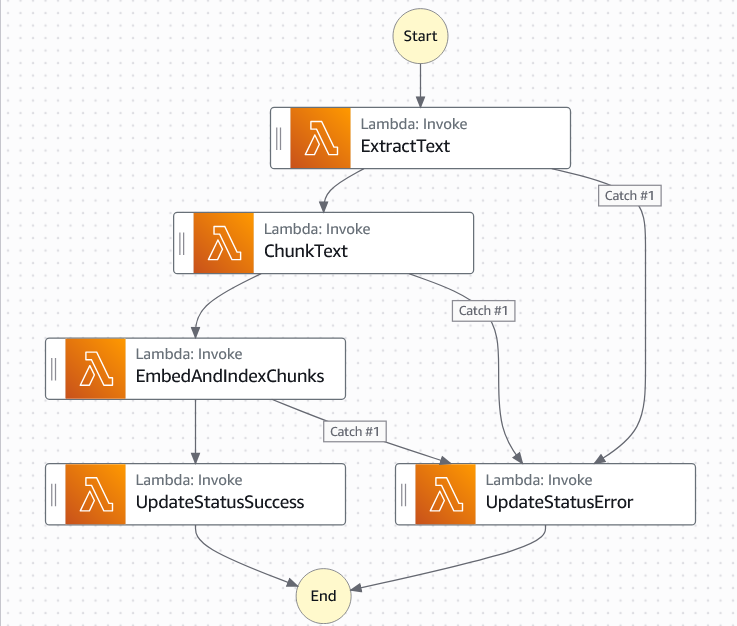 Start
Lambda: Invoke
ExtractText
Catch #1
Lambda: Invoke
ChunkText
Catch #1
Lambda: Invoke
EmbedAndIndexChunks
Catch #1
Lambda: Invoke
UpdateStatusSuccess
Lambda: Invoke
UpdateStatusError
End